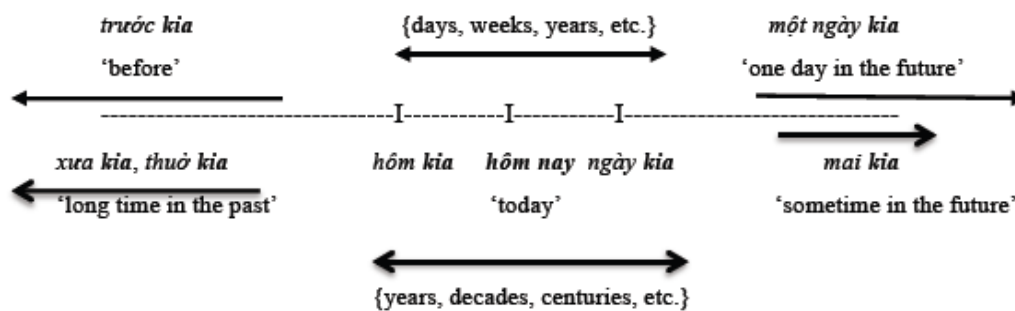 trước kia {days, weeks, years, etc.} một ngày kia
‘before’ ‘one day in the future’
I I I
xưa kia, thuở kia hôm kia hôm nay ngày kia mai kia
‘long time in the past’ ‘today’ ‘sometime in the future’
{years, decades, centuries, etc.}